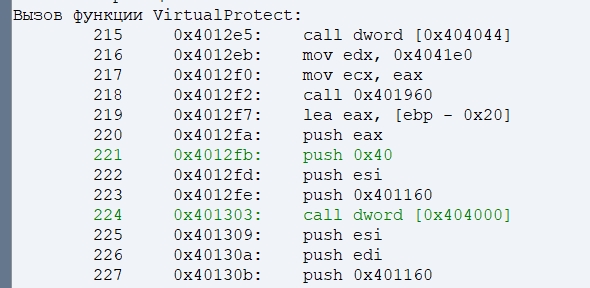 Вызов функции VirtualProtect:
215 0x4012e5: call dword [0x404044]
216 0x4012eb: mov edx, 0x4041e0
217 0x4012f0: mov ecx, eax
218 0x4012f2: call 0x401960
219 0x4012f7: lea eax, [ebp - 0x20]
220 0x4012fa: push eax
221 0x4012fb: push 0x40
222 0x4012fd: push esi
223 0x4012fe: push 0x401160
224 0x401303: call dword [0x404000]
225 0x401309: push esi
226 0x40130a: push edi
227 0x40130b: push 0x401160